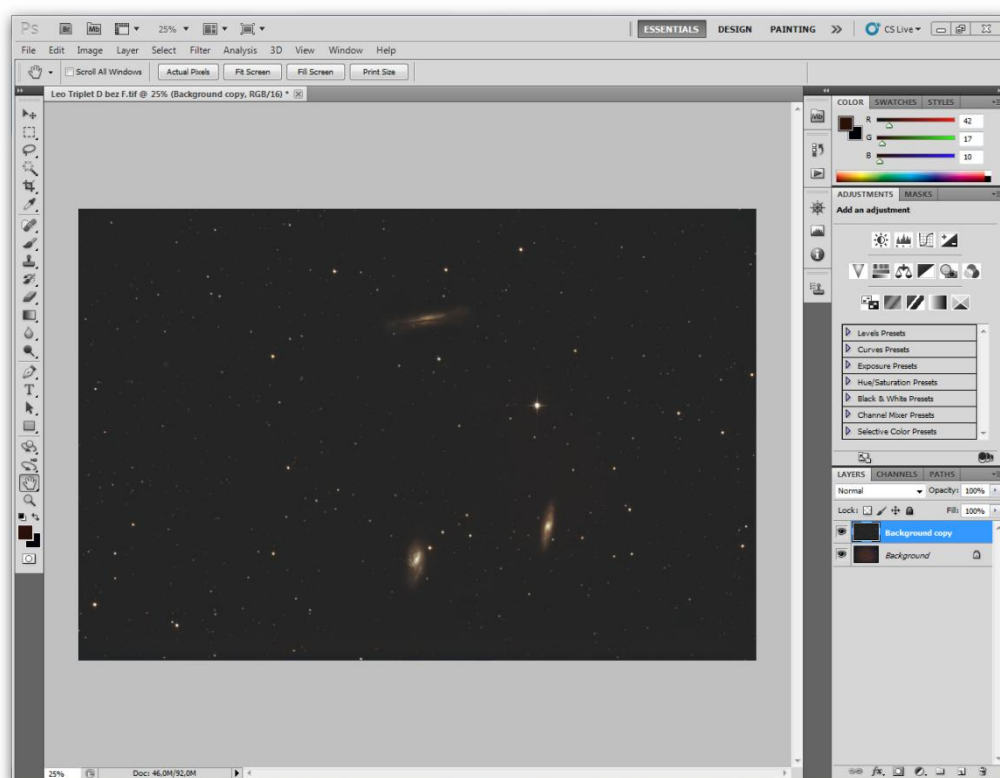 Ps Br Mb 25% ESSENTIALS DESIGN PAINTING CS Live
File Edit Image Layer Select Filter Analysis 3D View Window Help
Scroll All Windows Actual Pixels Fit Screen Fill Screen Print Size
Leo Triplet D bez F.tif @ 25% (Background copy, RGB/16) *
COLOR SWATCHES STYLES
R 42
G 17
B 10
ADJUSTMENTS MASKS
Add an adjustment
Levels Presets
Curves Presets
Exposure Presets
Hue/Saturation Presets
Black & White Presets
Channel Mixer Presets
Selective Color Presets
LAYERS CHANNELS PATHS
Normal Opacity: 100%
Lock: Fill: 100%
Background copy
Background
25% Doc: 46,0M/92,0M